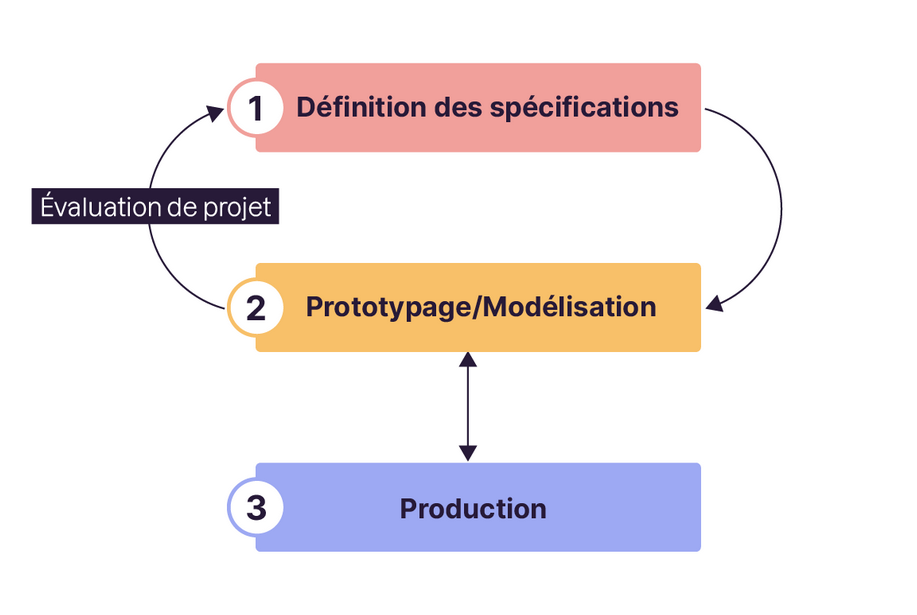 1
Définition des spécifications
Évaluation de projet
2
Prototypage/Modélisation
3
Production